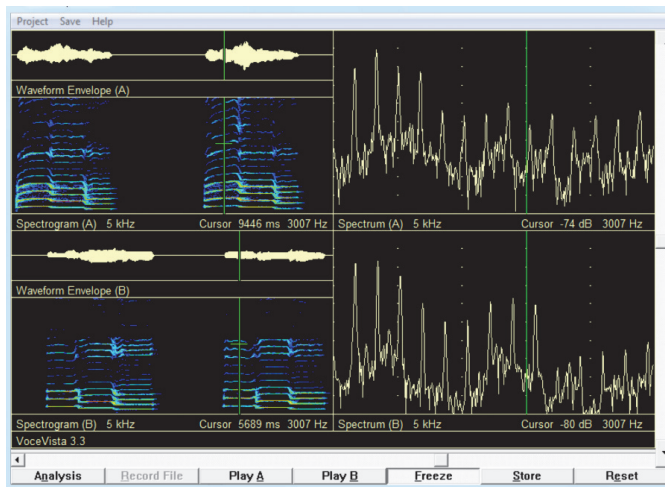 Project Save Help
Waveform Envelope (A)
Spectrogram (A) 5 kHz Cursor 9446 ms 3007 Hz
Spectrum (A) 5 kHz Cursor -74 dB 3007 Hz
Waveform Envelope (B)
Spectrogram (B) 5 kHz Cursor 5689 ms 3007 Hz
Spectrum (B) 5 kHz Cursor -80 dB 3007 Hz
VoceVista 3.3
Analysis Record File Play A Play B Freeze Store Reset